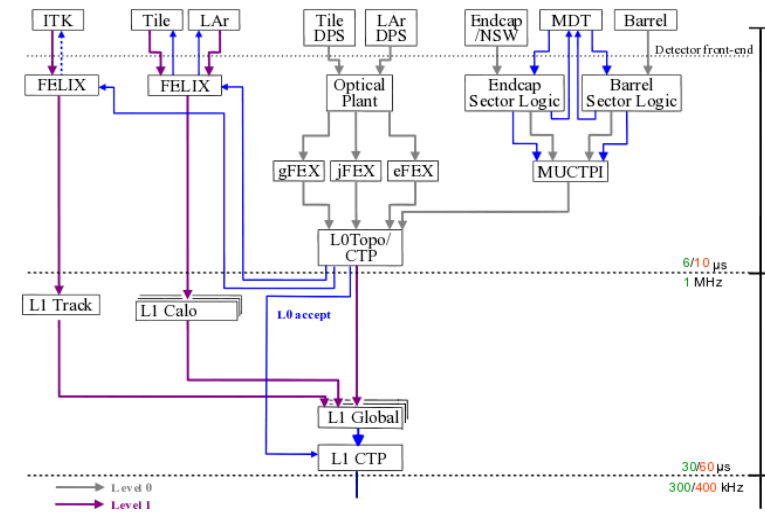 ITK
Tile
LAr
Tile
DPS
LAr
DPS
Endcap
/NSW
MDT
Barrel
Detector front-end
FELIX
FELIX
Optical
Plant
Endcap
Sector Logic
Barrel
Sector Logic
gFEX
jFEX
eFEX
MUCTPI
L0Topo/
CTP
6/10 μs
1 MHz
L1 Track
L1 Calo
L0 accept
L1 Global
L1 CTP
30/60 μs
300/400 kHz
Level 0
Level 1